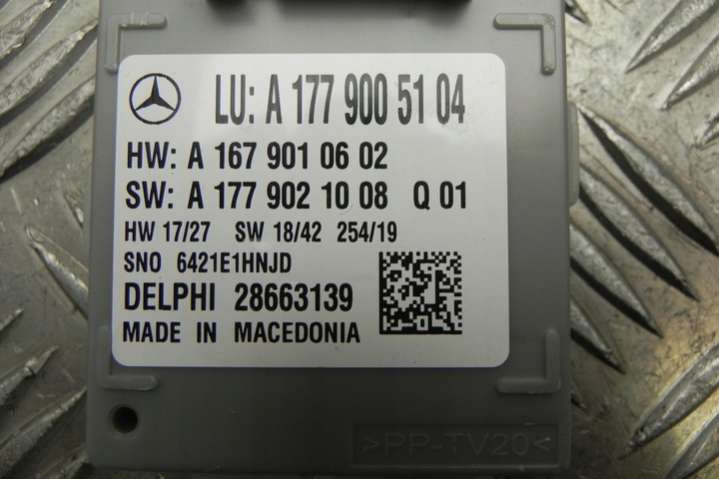 LU: A 177 900 51 04
HW: A 167 901 06 02
SW: A 177 902 10 08 Q 01
HW 17/27 SW 18/42 254/19
SNO 6421E1HNJD
DELPHI 28663139
MADE IN MACEDONIA
>PP-TV20<